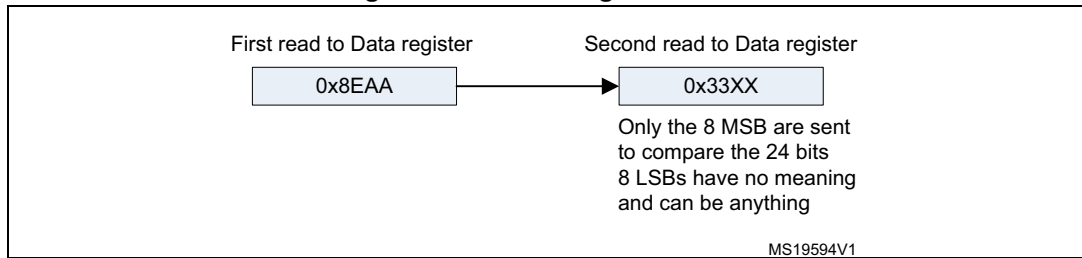 First read to Data register
Second read to Data register
0x8EAA
0x33XX
Only the 8 MSB are sent
to compare the 24 bits
8 LSBs have no meaning
and can be anything
MS19594V1